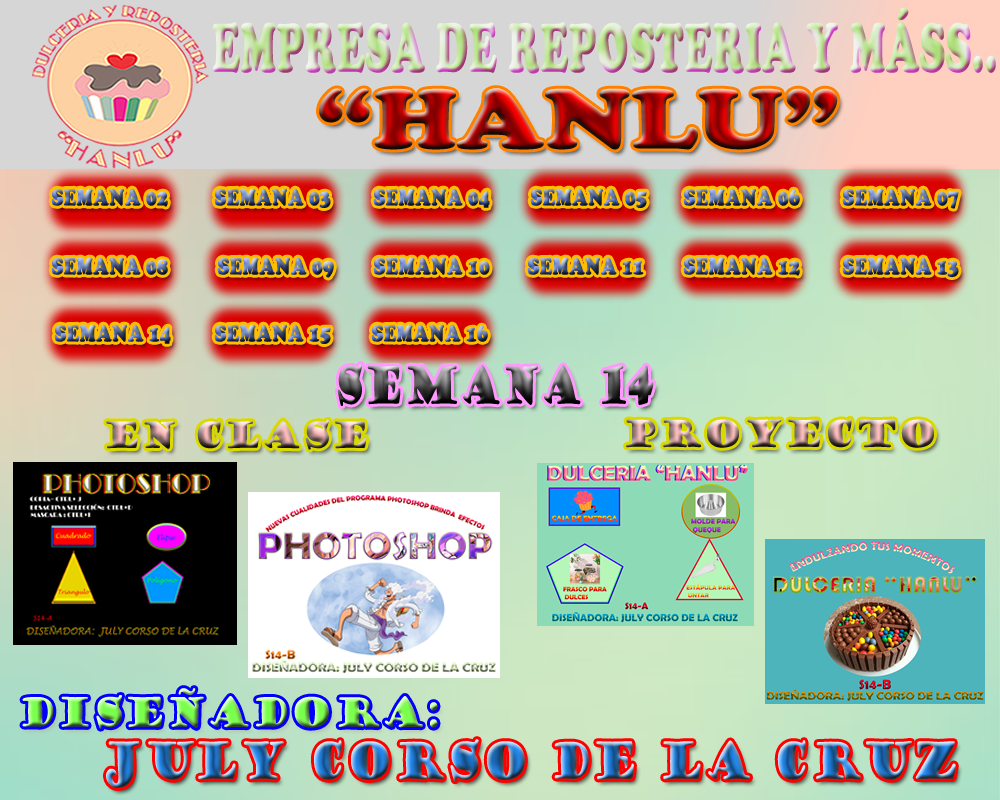 DULCERIA Y REPOSTERIA
"HANLU"
EMPRESA DE REPOSTERIA Y MÁSS..
“HANLU”
SEMANA 02
SEMANA 03
SEMANA 04
SEMANA 05
SEMANA 06
SEMANA 07
SEMANA 08
SEMANA 09
SEMANA 10
SEMANA 11
SEMANA 12
SEMANA 13
SEMANA 14
SEMANA 15
SEMANA 16
SEMANA 14
EN CLASE
PROYECTO
PHOTOSHOP
COPIA- CTRL+ J
DESACTIVA SELECCIÓN: CTRL+D
MASCARA : CTRL+I
Cuadrado
Elipse
Triangulo
Poligono
S14-A
DISEÑADORA: JULY CORSO DE LA CRUZ
NUEVAS CUALIDADES DEL PROGRAMA PHOTOSHOP BRINDA EFECTOS
PHOTOSHOP
S14-B
DISEÑADORA: JULY CORSO DE LA CRUZ
DULCERIA "HANLU"
CAJA DE ENTREGA
MOLDE PARA
QUEQUE
FRASCO PARA
DULCES
UNTAR
S14-A
DISEÑADORA: JULY CORSO DE LA CRUZ
ENDULZANDO TUS MOMENTOS
DULCERIA "HANLU"
S14-B
DISEÑADORA: JULY CORSO DE LA CRUZ
DISEÑADORA:
JULY CORSO DE LA CRUZ